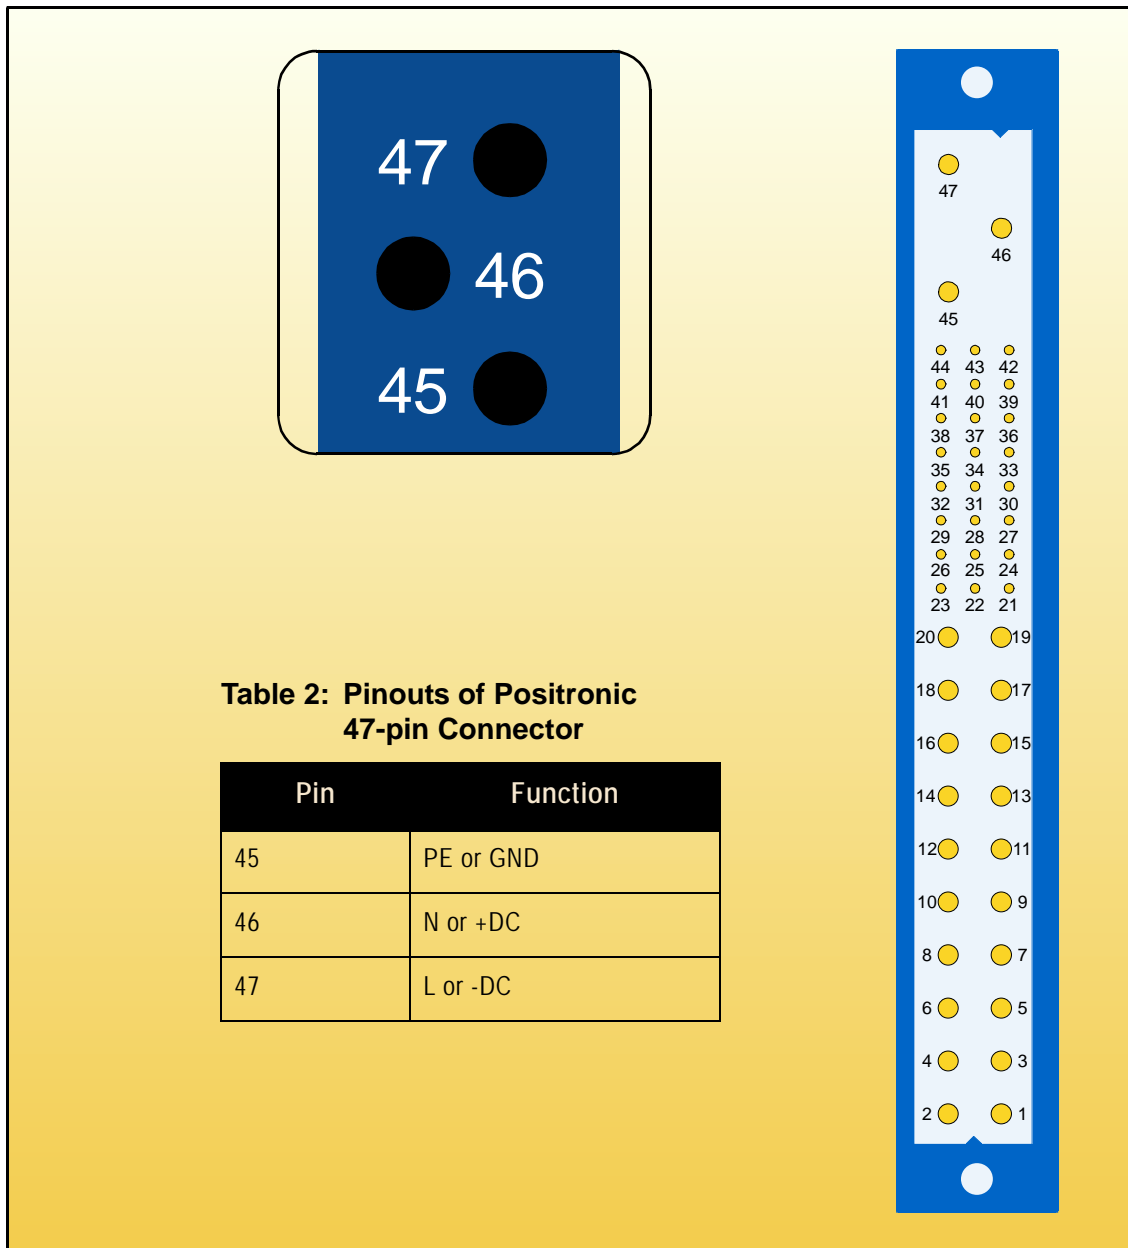 47
46
45
Table 2: Pinouts of Positronic
47-pin Connector
Pin Function
45 PE or GND
46 N or +DC
47 L or -DC
47
46
45
44 43 42
41 40 39
38 37 36
35 34 33
32 31 30
29 28 27
26 25 24
23 22 21
20 19
18 17
16 15
14 13
12 11
10 9
8 7
6 5
4 3
2 1